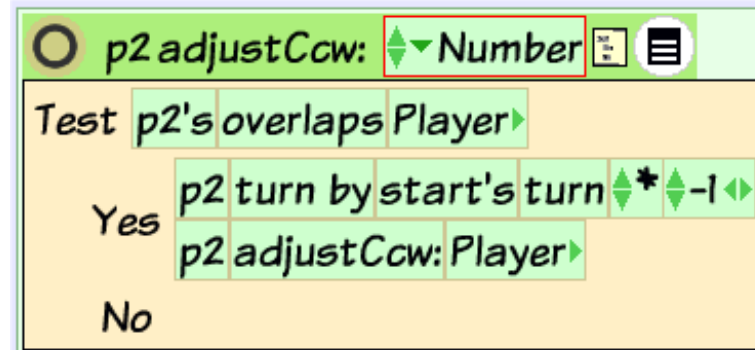 p2 adjustCcw: Number
Test p2's overlaps Player
Yes
p2 turn by start's turn * -1
p2 adjustCcw: Player
No